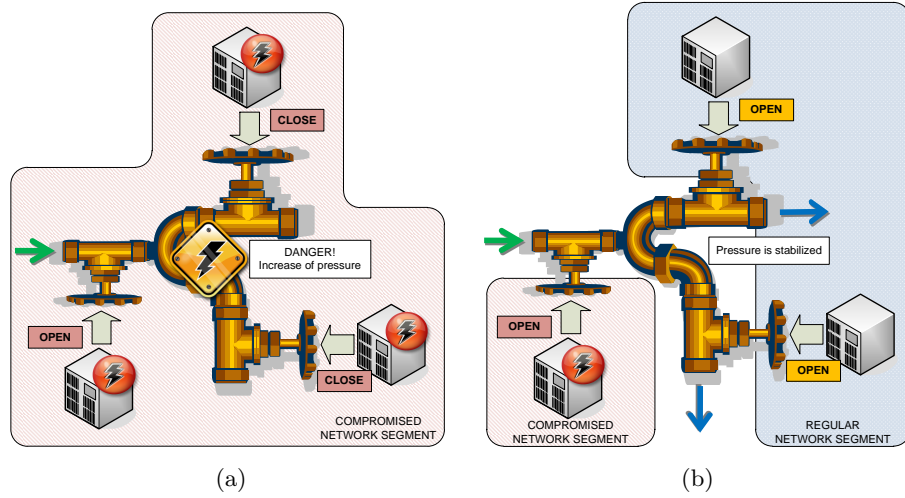 CLOSE
DANGER!
Increase of pressure
OPEN
CLOSE
COMPROMISED
NETWORK SEGMENT
(a)
OPEN
Pressure is stabilized
OPEN
OPEN
COMPROMISED
NETWORK SEGMENT
REGULAR
NETWORK SEGMENT
(b)